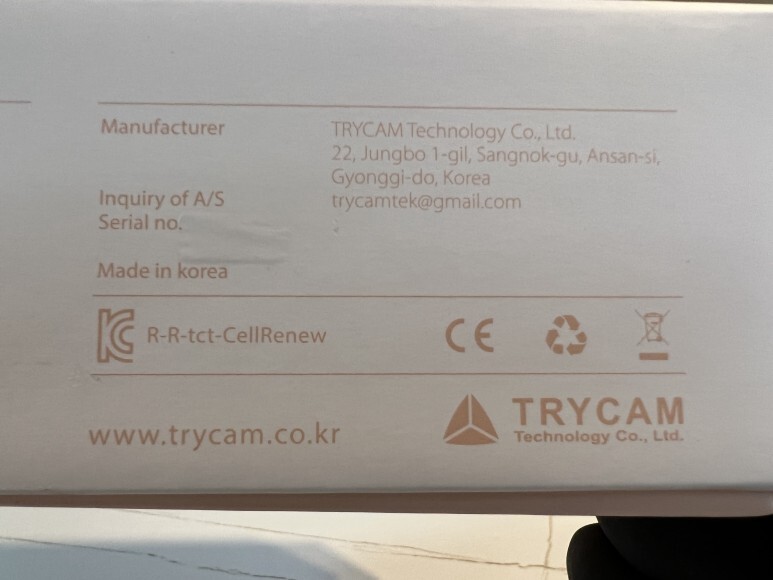 Manufacturer TRYCAM Technology Co., Ltd.
22, Jungbo 1-gil, Sangnok-gu, Ansan-si,
Gyonggi-do, Korea
Inquiry of A/S trycamtek@gmail.com
Serial no. :
Made in korea
R-R-tct-CellRenew CE
www.trycam.co.kr
TRYCAM
Technology Co., Ltd.